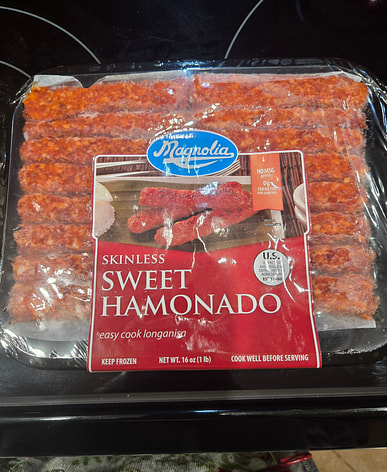 Magnolia
NO MSG
0g
SKINLESS
SWEET
HAMONADO
easy cook longanisa
U.S.
KEEP FROZEN
NET WT. 16 oz (1 lb)
COOK WELL BEFORE SERVING